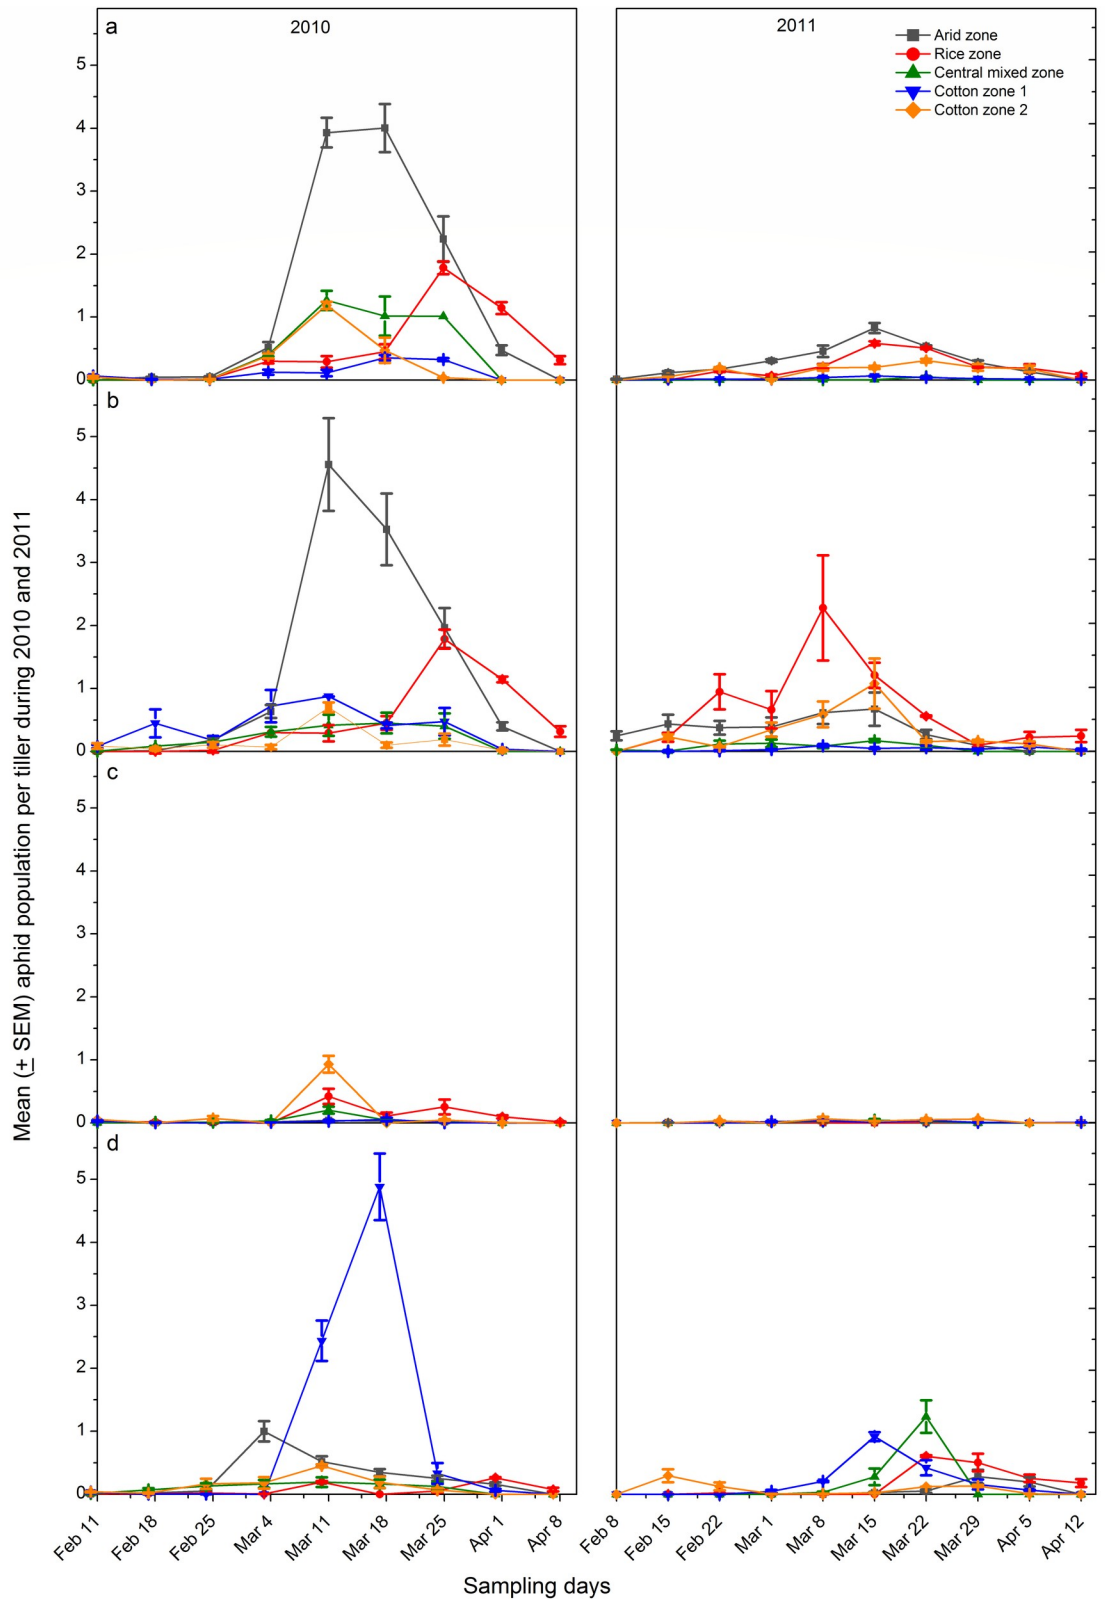 a
2010
2011
Arid zone
Rice zone
Central mixed zone
Cotton zone 1
Cotton zone 2
5
4
3
2
1
0
b
5
4
3
2
1
0
c
5
4
3
2
1
0
d
5
4
3
2
1
0
Mean (± SEM) aphid population per tiller during 2010 and 2011
Feb 11
Feb 18
Feb 25
Mar 4
Mar 11
Mar 18
Mar 25
Apr 1
Apr 8
Feb 8
Feb 15
Feb 22
Mar 1
Mar 8
Mar 15
Mar 22
Mar 29
Apr 5
Apr 12
Sampling days